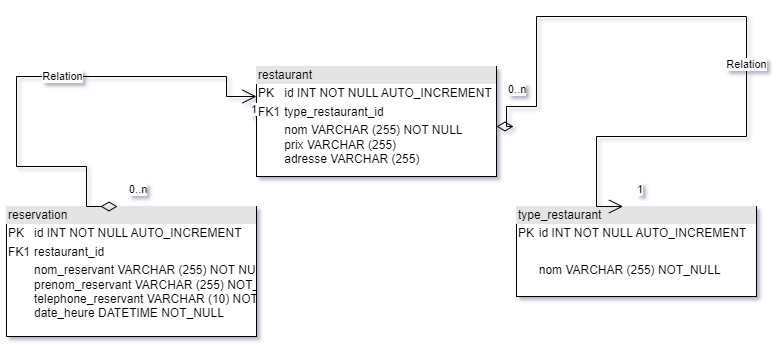 restaurant
PK id INT NOT NULL AUTO_INCREMENT
FK1 type_restaurant_id
nom VARCHAR (255) NOT NULL
prix VARCHAR (255)
adresse VARCHAR (255)
Relation
1
0..n
0..n
Relation
1
reservation
PK id INT NOT NULL AUTO_INCREMENT
FK1 restaurant_id
nom_reservant VARCHAR (255) NOT NU
prenom_reservant VARCHAR (255) NOT_
telephone_reservant VARCHAR (10) NOT
date_heure DATETIME NOT_NULL
type_restaurant
PK id INT NOT NULL AUTO_INCREMENT
nom VARCHAR (255) NOT_NULL